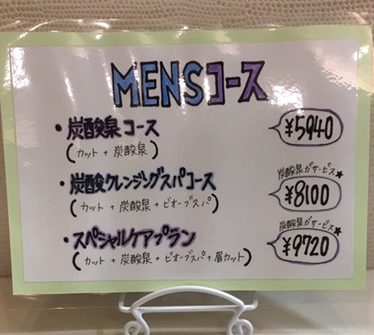 MENSコース
・炭酸泉コース ¥5940
(カット + 炭酸泉)
炭酸泉がサービス★
・炭酸クレンジングスパコース ¥8100
(カット + 炭酸泉 + ビオーブスパ)
炭酸泉がサービス★
・スペシャルケアプラン ¥9720
(カット + 炭酸泉 + ビオーブスパ + 眉カット)